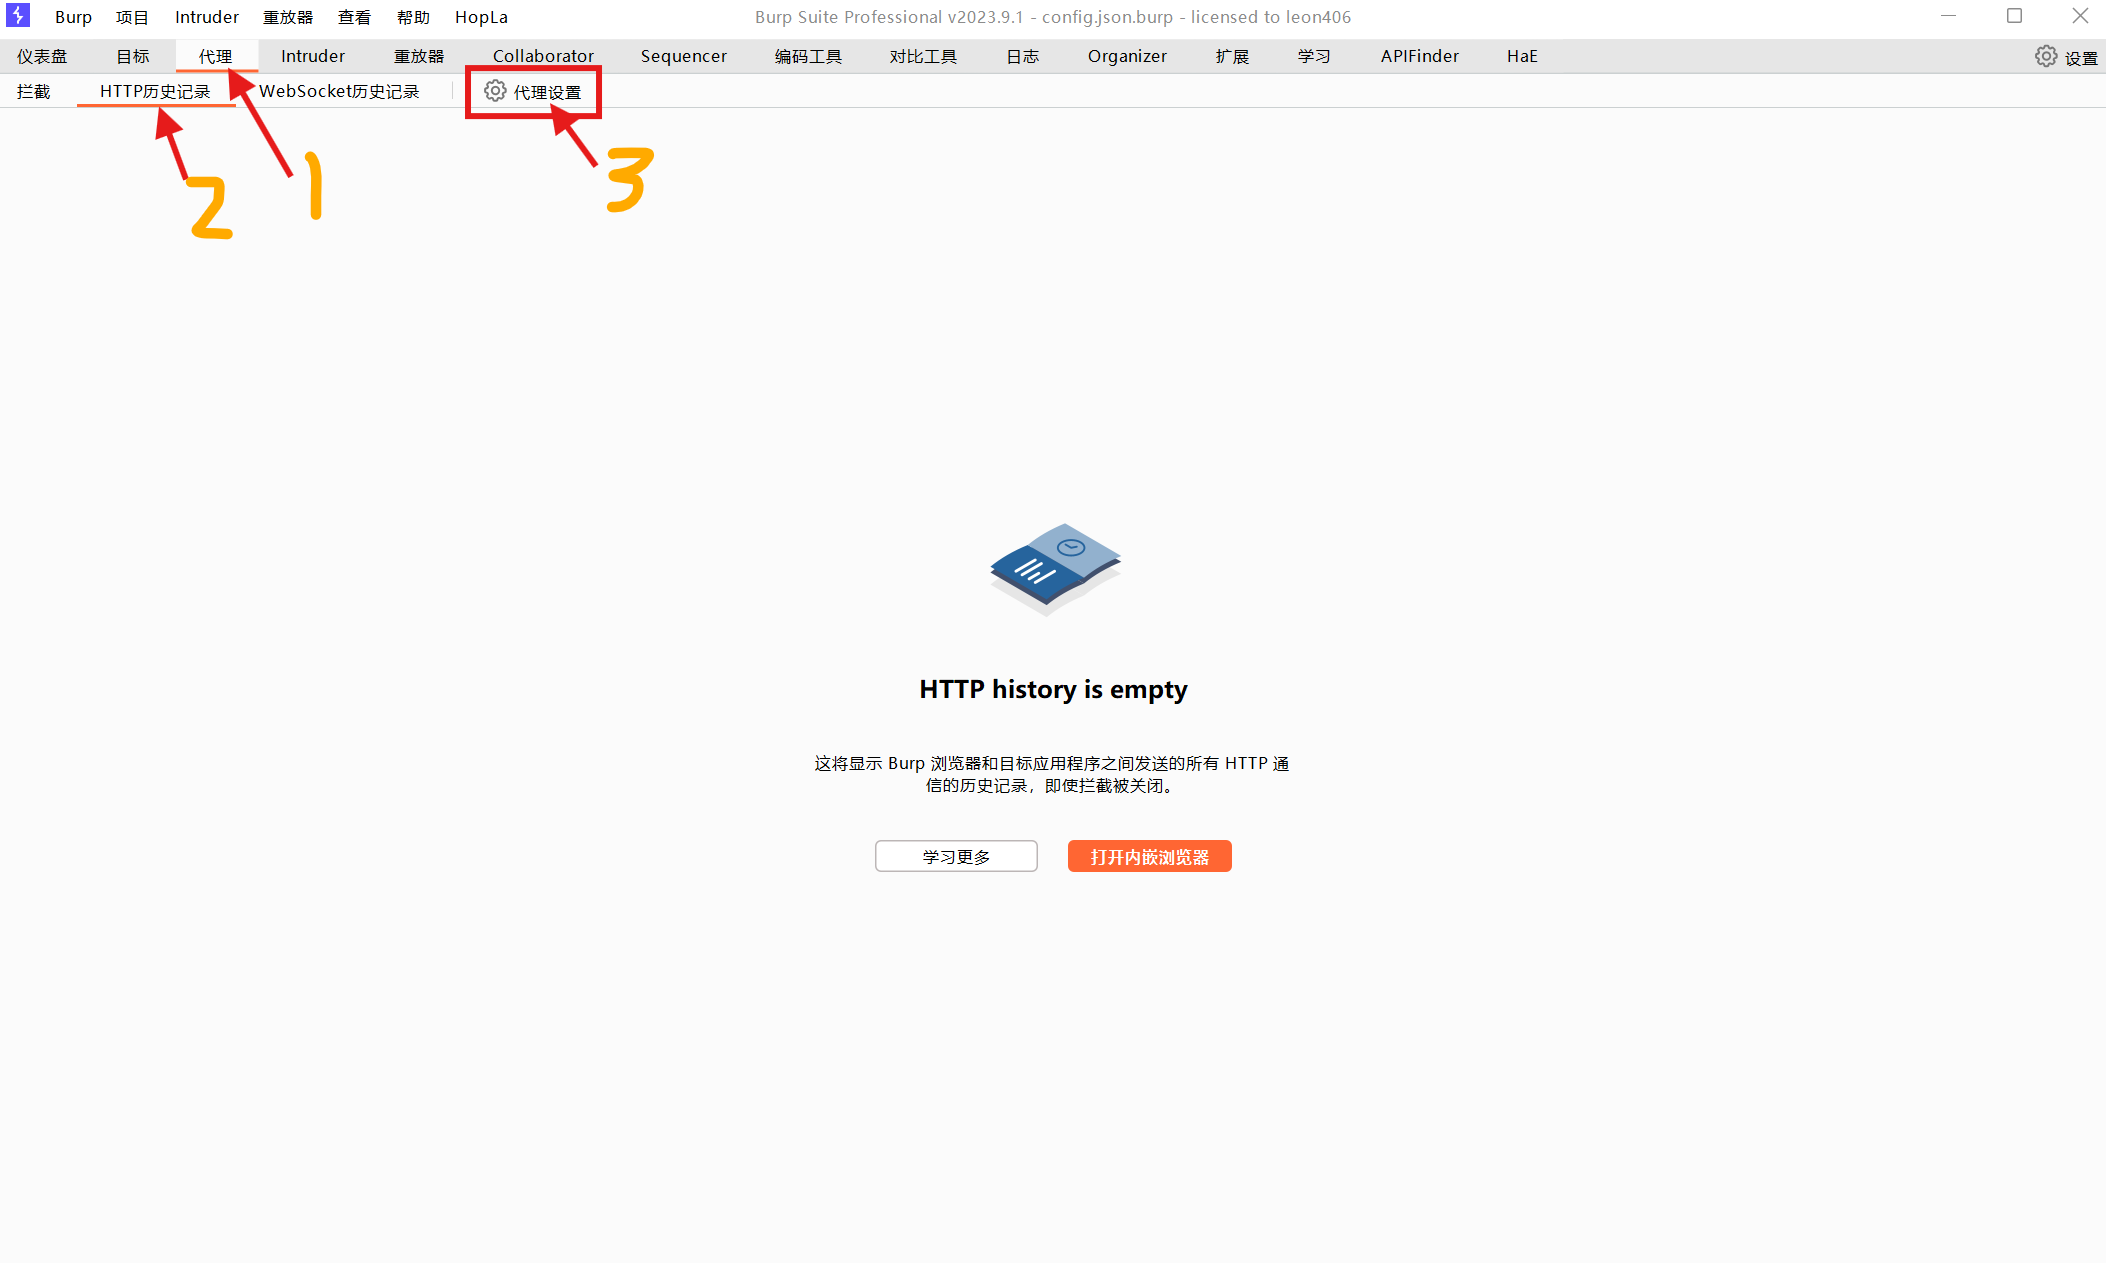 Burp 项目 Intruder 重放器 查看 帮助 HopLa Burp Suite Professional v2023.9.1 - config.json.burp - licensed to leon406
仪表盘 目标 代理 Intruder 重放器 Collaborator Sequencer 编码工具 对比工具 日志 Organizer 扩展 学习 APIFinder HaE 设置
拦截 HTTP历史记录 WebSocket历史记录 代理设置
2 1 3
HTTP history is empty
这将显示 Burp 浏览器和目标应用程序之间发送的所有 HTTP 通
信的历史记录，即使拦截被关闭。
学习更多 打开内嵌浏览器